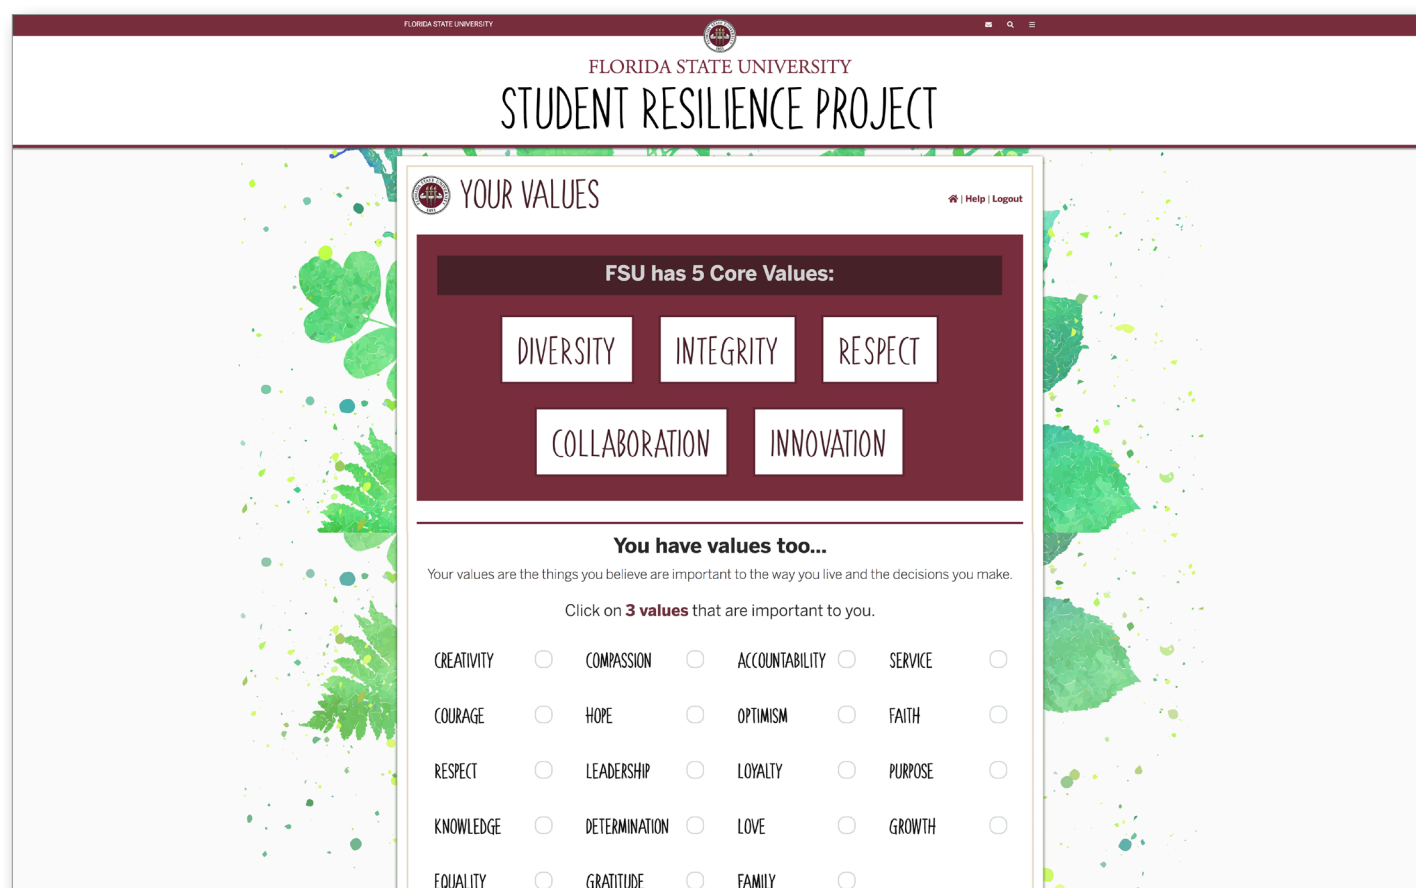 FLORIDA STATE UNIVERSITY
FLORIDA STATE UNIVERSITY
STUDENT RESILIENCE PROJECT
YOUR VALUES
| Help | Logout
FSU has 5 Core Values:
DIVERSITY INTEGRITY RESPECT
COLLABORATION INNOVATION
You have values too...
Your values are the things you believe are important to the way you live and the decisions you make.
Click on 3 values that are important to you.
CREATIVITY COMPASSION ACCOUNTABILITY SERVICE
COURAGE HOPE OPTIMISM FAITH
RESPECT LEADERSHIP LOYALTY PURPOSE
KNOWLEDGE DETERMINATION LOVE GROWTH
EQUALITY GRATITUDE FAMILY